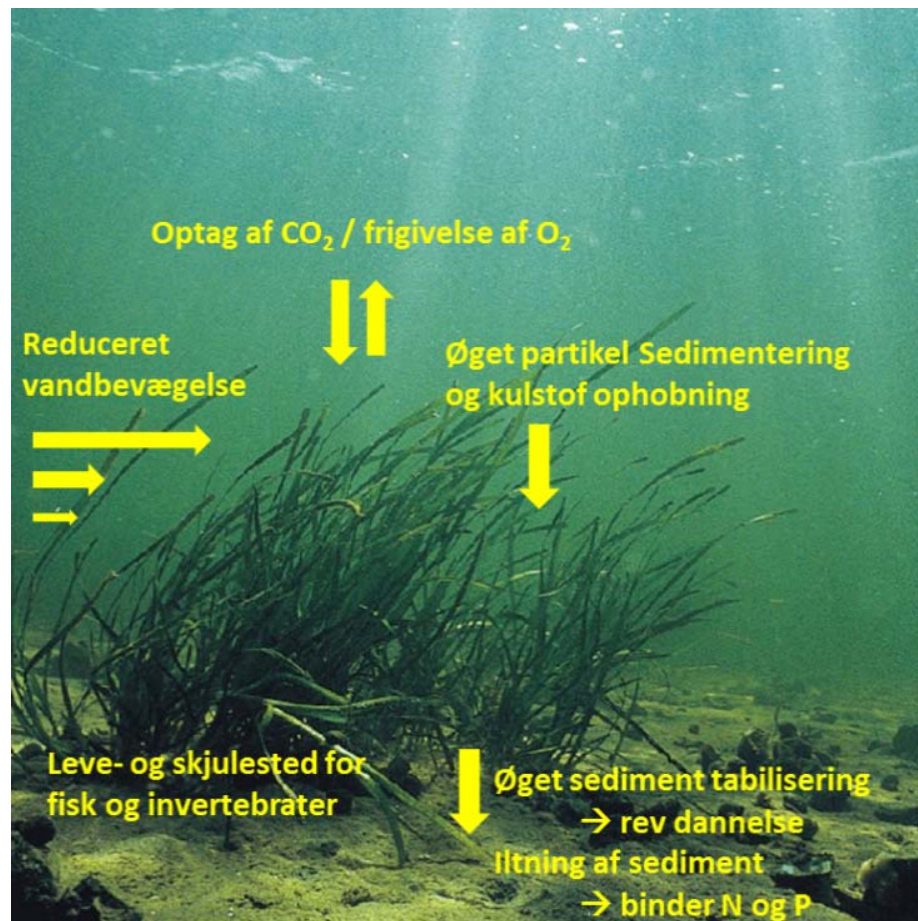 Optag af CO₂ / frigivelse af O₂
Reduceret
vandbevægelse
Øget partikel Sedimentering
og kulstof ophobning
Leve- og skjulested for
fisk og invertebrater
Øget sediment tabilisering
→ rev dannelse
Iltning af sediment
→ binder N og P